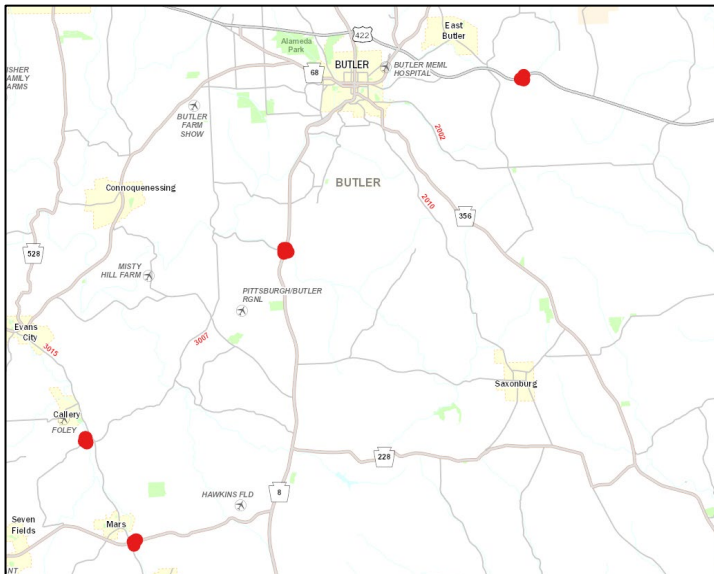 East
Butler
422
Alameda
Park
BUTLER
68
BUTLER MEML
HOSPITAL
AMILY
ARMS
BUTLER
FARM
SHOW
2002
Connoquenessing
BUTLER
2010
356
528
MISTY
HILL FARM
PITTSBURGH/BUTLER
RGNL
Evans
City
3015
3007
Saxonburg
Callery
FOLEY
228
8
HAWKINS FLD
Seven
Fields
Mars
NT